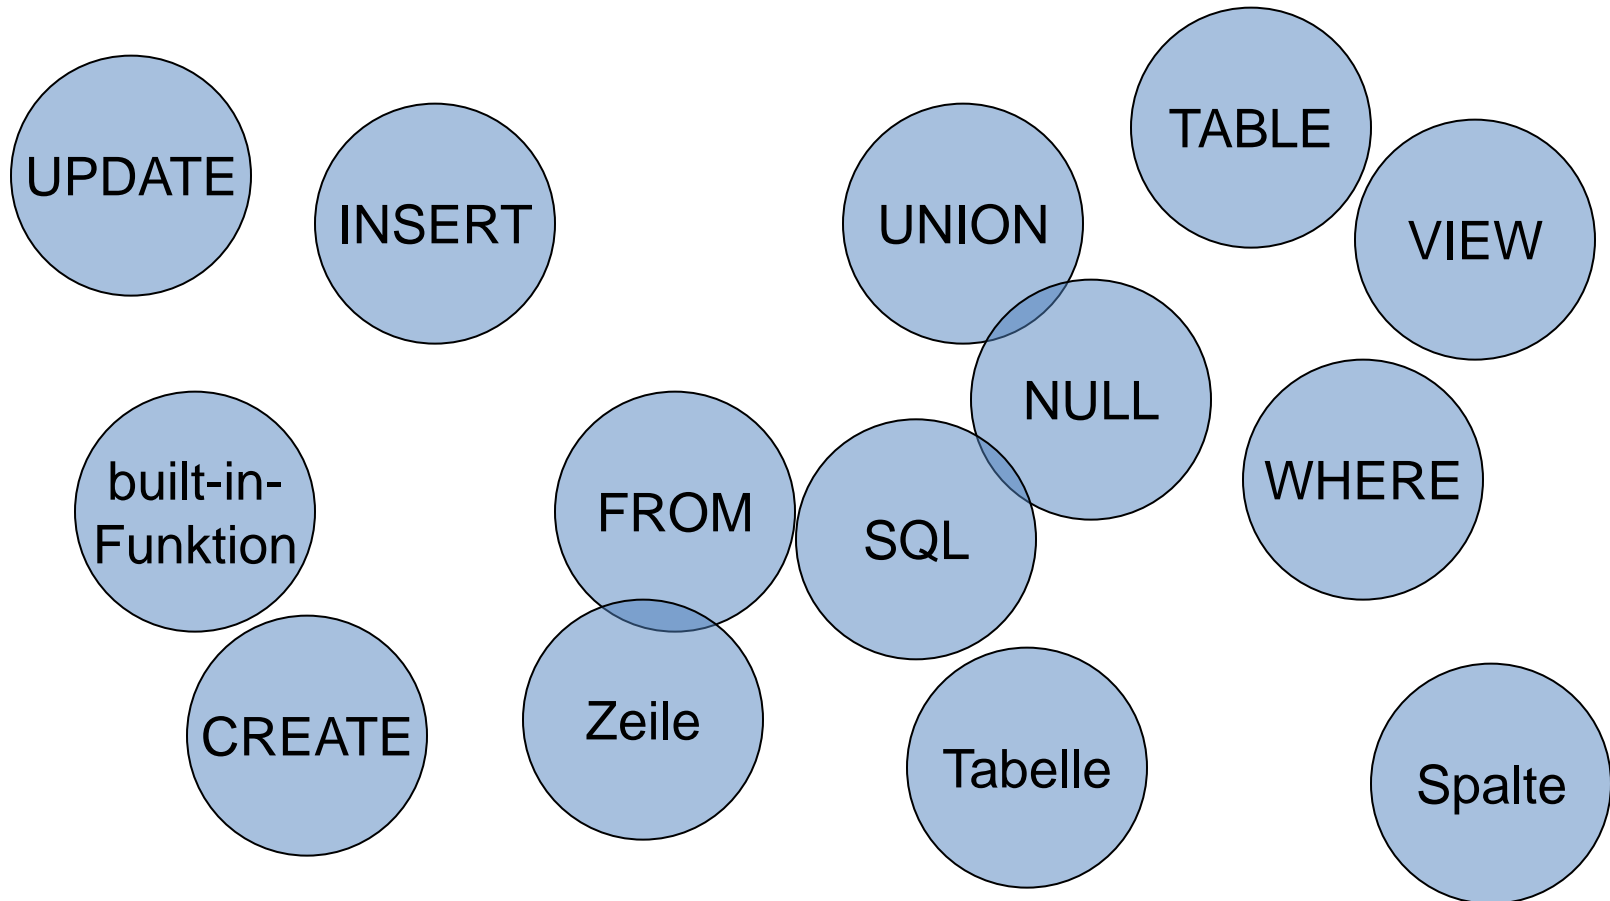 TABLE
UPDATE
INSERT
UNION
VIEW
NULL
built-in-
Funktion
FROM
SQL
WHERE
CREATE
Zeile
Tabelle
Spalte